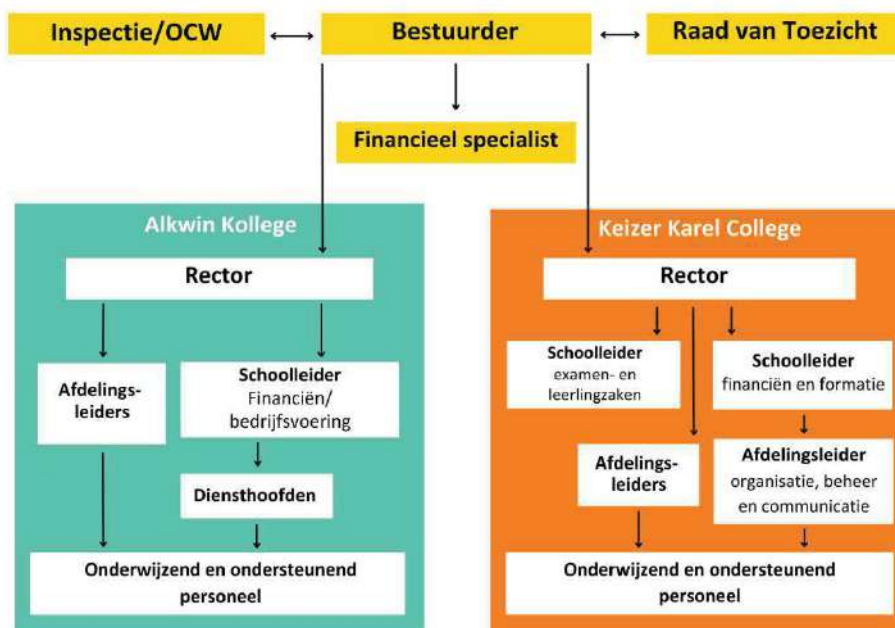 Inspectie/OCW
Bestuurder
Raad van Toezicht
Financieel specialist
Alkwin Kollege
Rector
Afdelings-
leiders
Schoolleider
Financiën/
bedrijfsvoering
Diensthoofden
Onderwijzend en ondersteunend
personeel
Keizer Karel College
Rector
Schoolleider
examen- en
leerlingzaken
Schoolleider
financiën en formatie
Afdelings-
leiders
Afdelingsleider
organisatie, beheer
en communicatie
Onderwijzend en ondersteunend
personeel